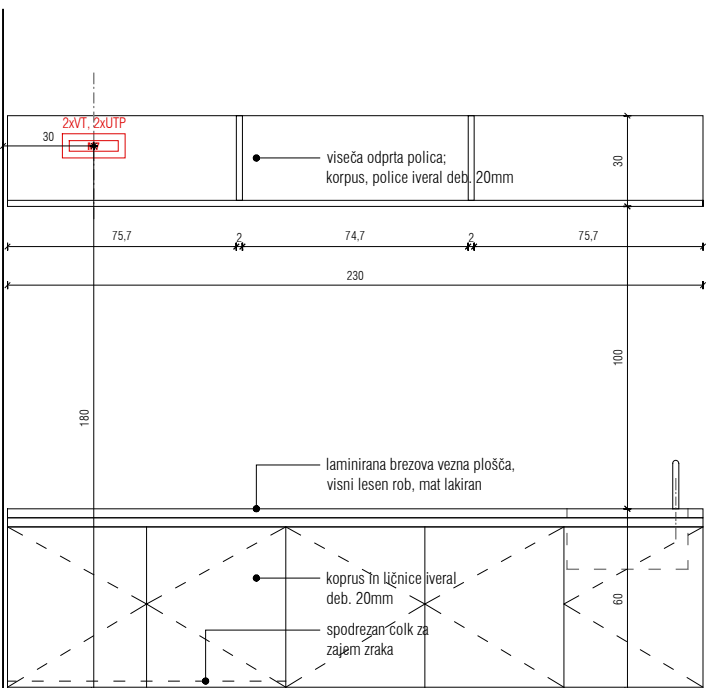 2xVT, 2xUTP
30
viseča odprta polica;
korpus, police iveral deb. 20mm
30
75,7
2
74,7
2
75,7
230
100
180
laminirana brezova vezna plošča,
visni lesen rob, mat lakiran
koprus in ličnice iveral
deb. 20mm
60
spodrezan colk za
zajem zraka